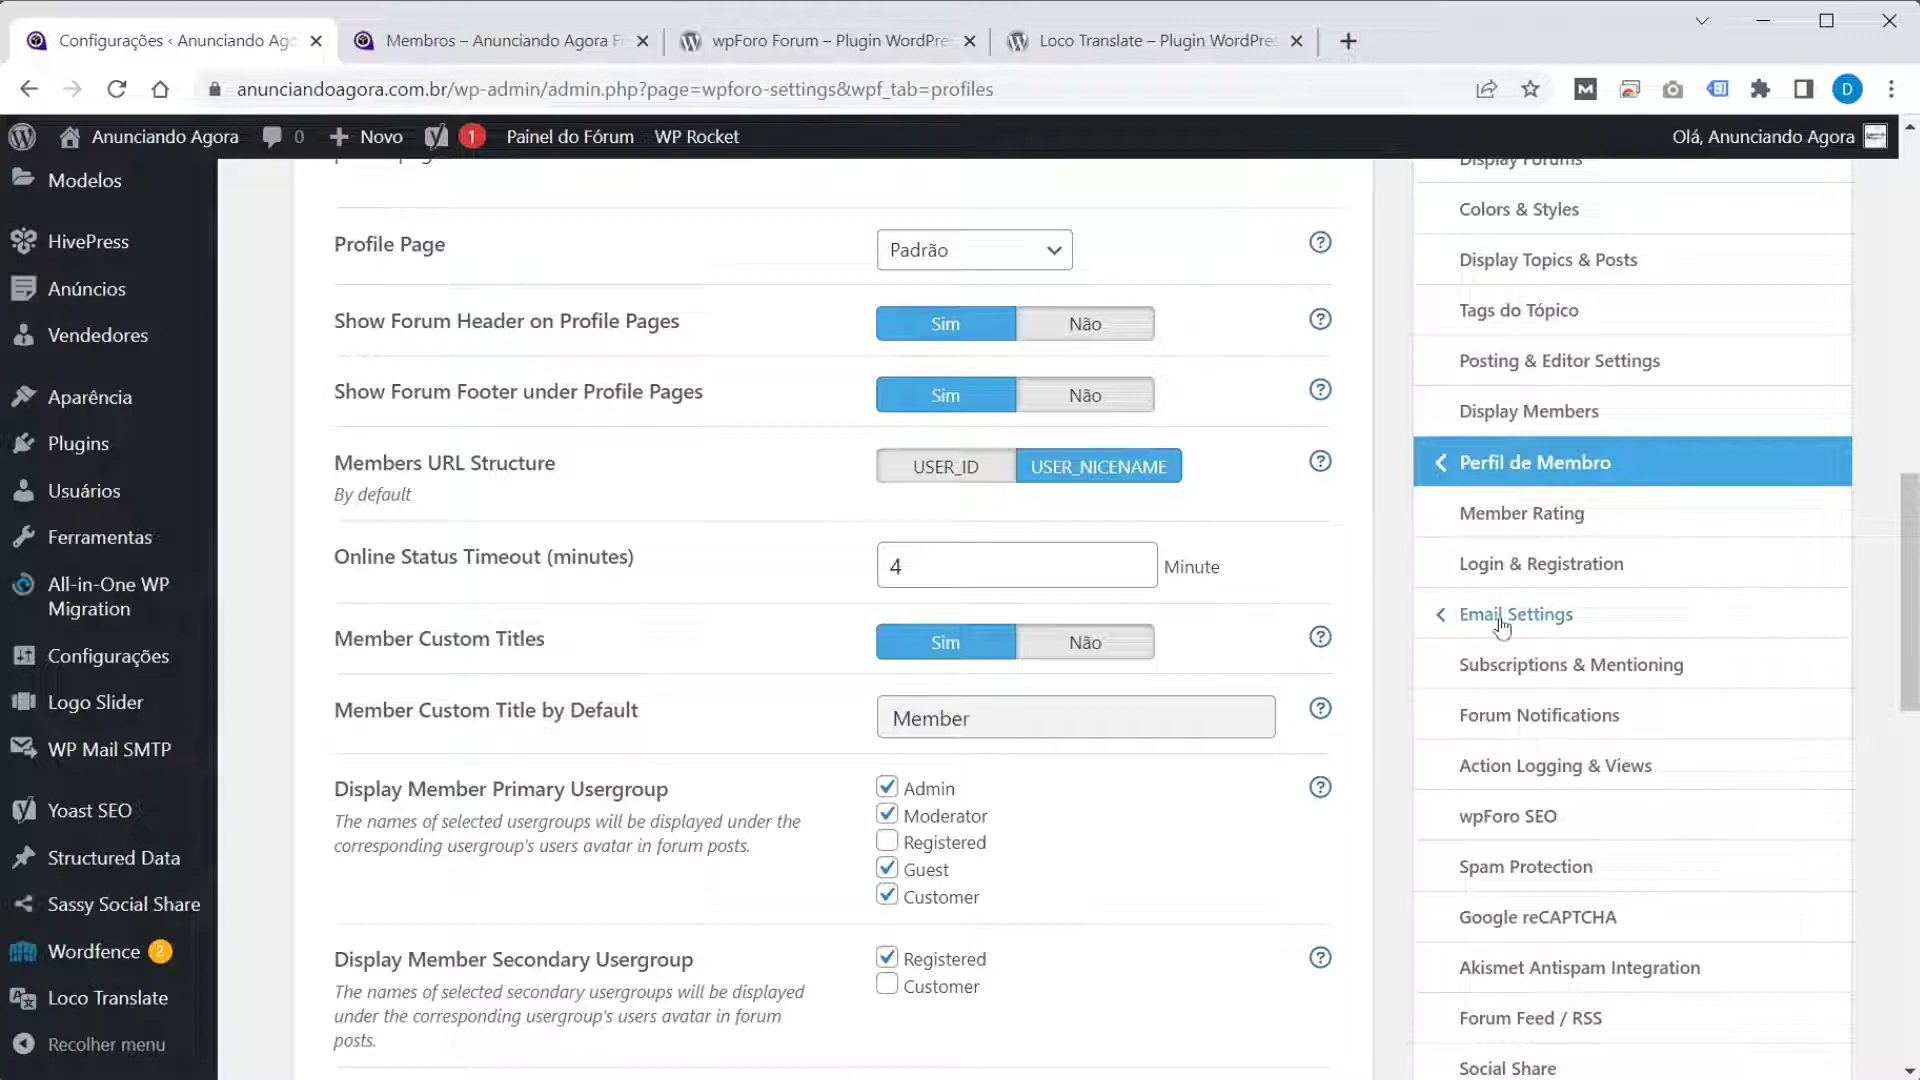 Configurações ‹ Anunciando Ag
Membros – Anunciando Agora F
wpForo Forum – Plugin WordPre
Loco Translate – Plugin WordPres
anunciandoagora.com.br/wp-admin/admin.php?page=wpforo-settings&wpf_tab=profiles
D
Anunciando Agora
0
Novo
1
Painel do Fórum
WP Rocket
Olá, Anunciando Agora
Modelos
HivePress
Anúncios
Vendedores
Aparência
Plugins
Usuários
Ferramentas
All-in-One WP
Migration
Configurações
Logo Slider
WP Mail SMTP
Yoast SEO
Structured Data
Sassy Social Share
Wordfence 2
Loco Translate
Recolher menu
Profile Page
Padrão
Show Forum Header on Profile Pages
Sim Não
Show Forum Footer under Profile Pages
Sim Não
Members URL Structure
By default
USER_ID USER_NICENAME
Online Status Timeout (minutes)
4 Minute
Member Custom Titles
Sim Não
Member Custom Title by Default
Member
Display Member Primary Usergroup
The names of selected usergroups will be displayed under the
corresponding usergroup's users avatar in forum posts.
Admin
Moderator
Registered
Guest
Customer
Display Member Secondary Usergroup
The names of selected secondary usergroups will be displayed
under the corresponding usergroup's users avatar in forum
posts.
Registered
Customer
Display Forums
Colors & Styles
Display Topics & Posts
Tags do Tópico
Posting & Editor Settings
Display Members
Perfil de Membro
Member Rating
Login & Registration
Email Settings
Subscriptions & Mentioning
Forum Notifications
Action Logging & Views
wpForo SEO
Spam Protection
Google reCAPTCHA
Akismet Antispam Integration
Forum Feed / RSS
Social Share